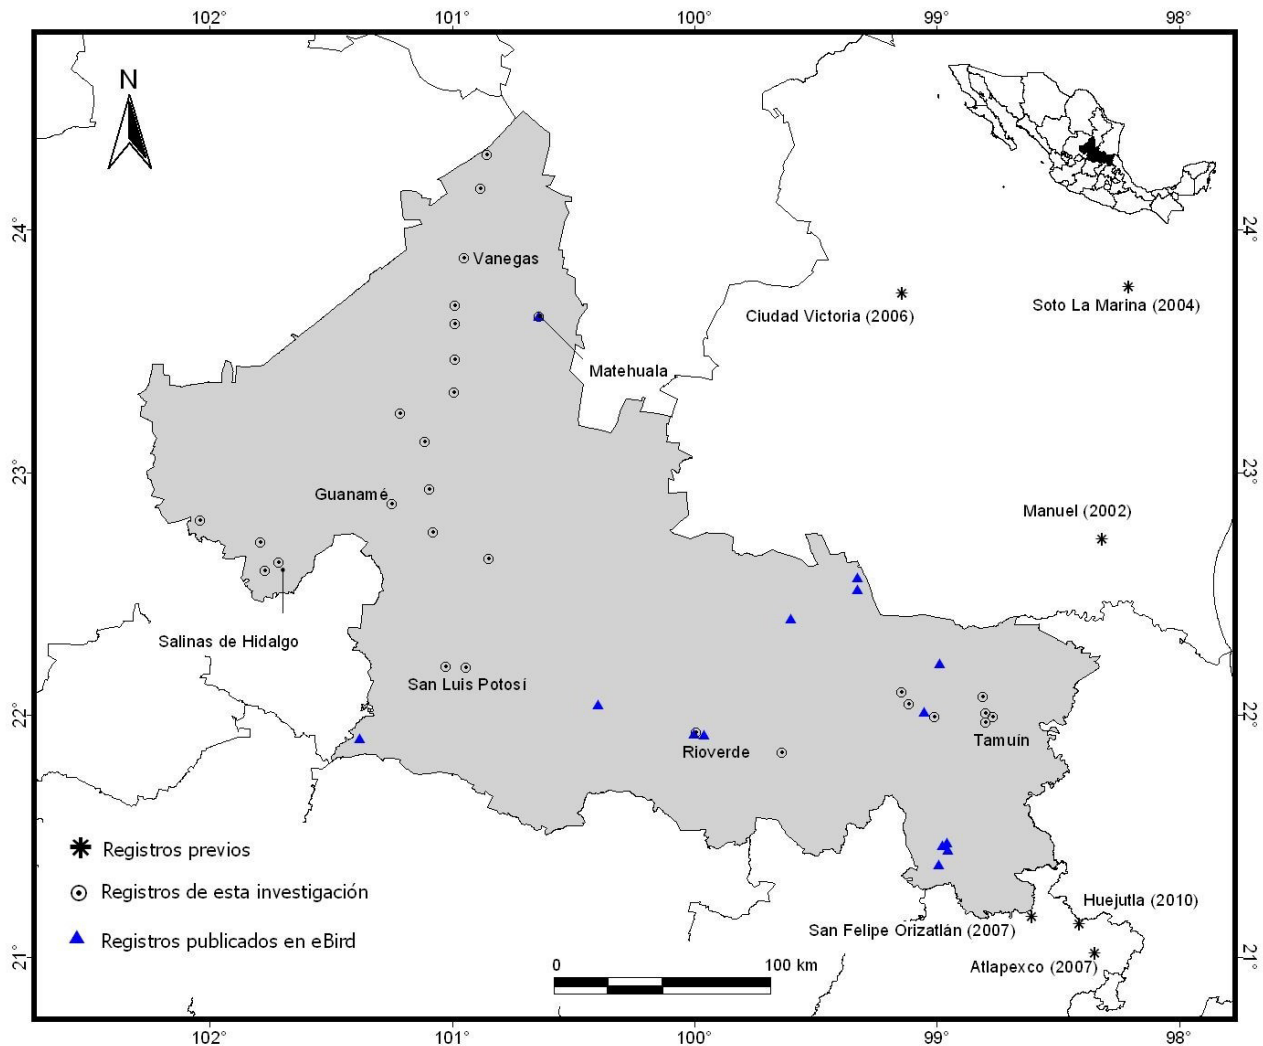 102°
101°
100°
99°
98°
N
24°
24°
Vanegas
Ciudad Victoria (2006)
Soto La Marina (2004)
Matehuala
23°
23°
Guanamé
Manuel (2002)
Salinas de Hidalgo
San Luis Potosí
22°
22°
Rioverde
Tamuín
Registros previos
Registros de esta investigación
Registros publicados en eBird
Huejutla (2010)
San Felipe Orizatlán (2007)
Atlapexco (2007)
21°
21°
0
100 km
102°
101°
100°
99°
98°